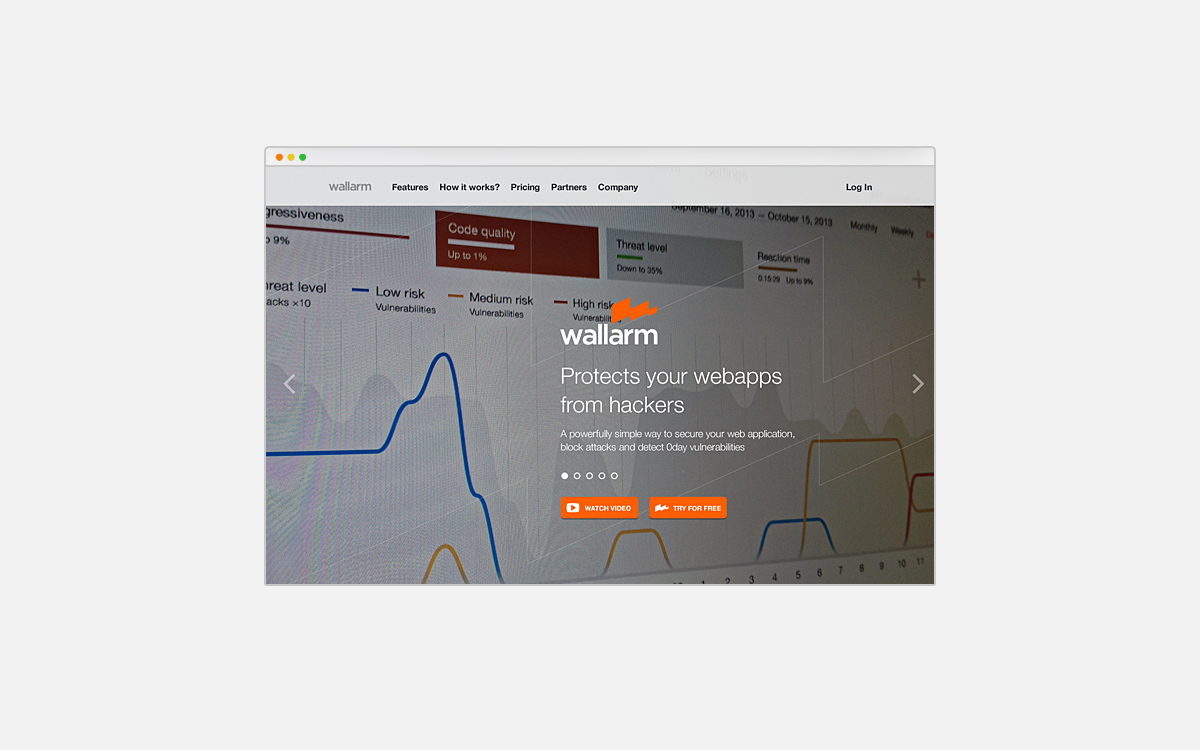 wallarm Features How it works? Pricing Partners Company Log In
September 16, 2013 — October 15, 2013 Monthly Weekly
Code quality
Up to 1%
Threat level
Down to 35%
Reaction time
0:15:29 Up to 9%
9%
Low risk
Vulnerabilities
Medium risk
Vulnerabilities
High risk
acks ×10
wallarm
Protects your webapps
from hackers
A powerfully simple way to secure your web application,
block attacks and detect 0day vulnerabilities
WATCH VIDEO TRY FOR FREE
1 2 3 4 5 6 7 8 9 10 11